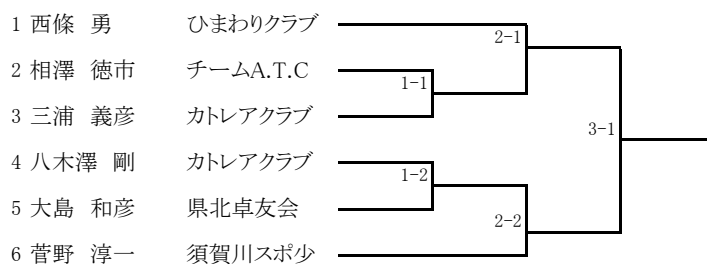 1 西條 勇 ひまわりクラブ
2-1
2 相澤 徳市 チームA.T.C
1-1
3 三浦 義彦 カトレアクラブ
3-1
4 八木澤 剛 カトレアクラブ
1-2
5 大島 和彦 県北卓友会
2-2
6 菅野 淳一 須賀川スポ少